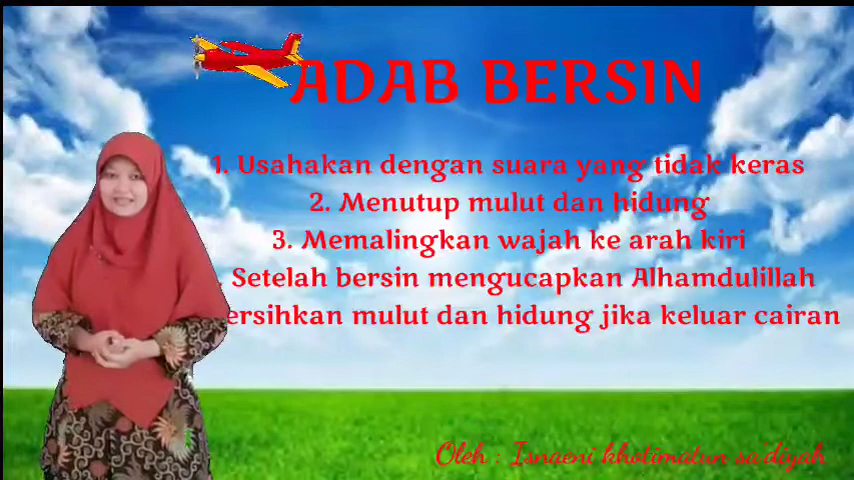 ADAB BERSIN
1. Usahakan dengan suara yang tidak keras
2. Menutup mulut dan hidung
3. Memalingkan wajah ke arah kiri
Setelah bersin mengucapkan Alhamdulillah
ersihkan mulut dan hidung jika keluar cairan
Oleh : Isnaeni khotimatun sa'diyah